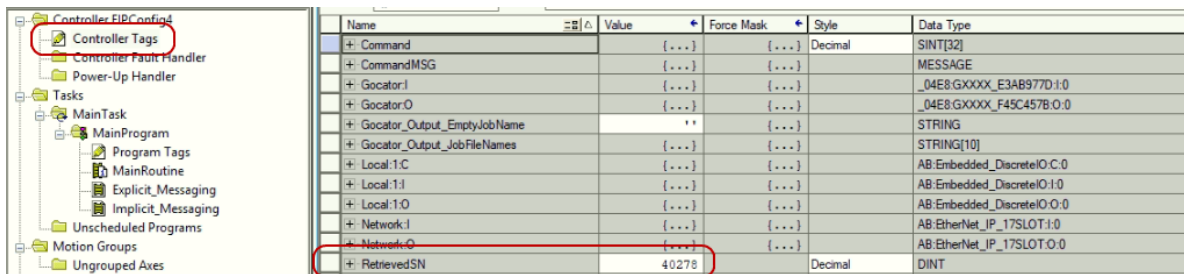 Controller EIPConfig4
Controller Tags
Controller Fault Handler
Power-Up Handler
Tasks
MainTask
MainProgram
Program Tags
MainRoutine
Explicit_Messaging
Implicit_Messaging
Unscheduled Programs
Motion Groups
Ungrouped Axes
Name Value Force Mask Style Data Type
Command {...} {...} Decimal SINT[32]
CommandMSG {...} {...} MESSAGE
Gocator:I {...} {...} _04E8:GXXXX_E3AB977D:I:0
Gocator:O {...} {...} _04E8:GXXXX_F45C457B:O:0
Gocator_Output_EmptyJobName '' {...} STRING
Gocator_Output_JobFileNames {...} {...} STRING[10]
Local:1:C {...} {...} AB:Embedded_DiscreteIO:C:0
Local:1:I {...} {...} AB:Embedded_DiscreteIO:I:0
Local:1:O {...} {...} AB:Embedded_DiscreteIO:O:0
Network:I {...} {...} AB:EtherNet_IP_17SLOT:I:0
Network:O {...} {...} AB:EtherNet_IP_17SLOT:O:0
RetrievedSN 40278 Decimal DINT